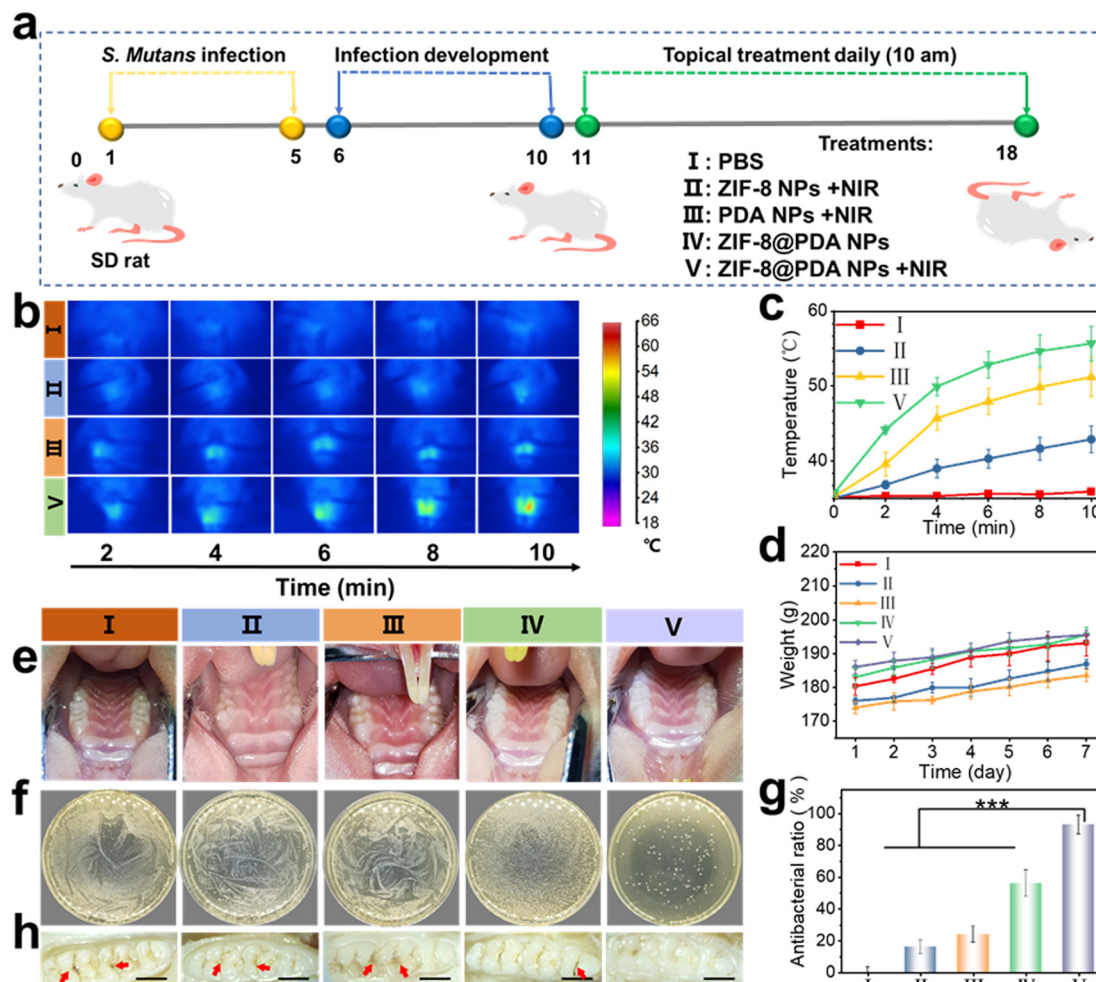 a
S. Mutans infection
Infection development
Topical treatment daily (10 am)
0
1
5
6
10
11
18
SD rat
Treatments:
Ⅰ: PBS
Ⅱ: ZIF-8 NPs +NIR
Ⅲ: PDA NPs +NIR
Ⅳ: ZIF-8@PDA NPs
Ⅴ: ZIF-8@PDA NPs +NIR
b
Ⅰ
Ⅱ
Ⅲ
Ⅴ
2 4 6 8 10
Time (min)
66
60
54
48
42
36
30
24
18
℃
c
Temperature (℃)
60
50
40
Ⅰ
Ⅱ
Ⅲ
Ⅴ
0 2 4 6 8 10
Time (min)
d
Weight (g)
220
210
200
190
180
170
Ⅰ
Ⅱ
Ⅲ
Ⅳ
Ⅴ
1 2 3 4 5 6 7
Time (day)
Ⅰ Ⅱ Ⅲ Ⅳ Ⅴ
e
f
g
Antibacterial ratio (%)
100
80
60
40
20
0
***
Ⅰ Ⅱ Ⅲ Ⅳ Ⅴ
h